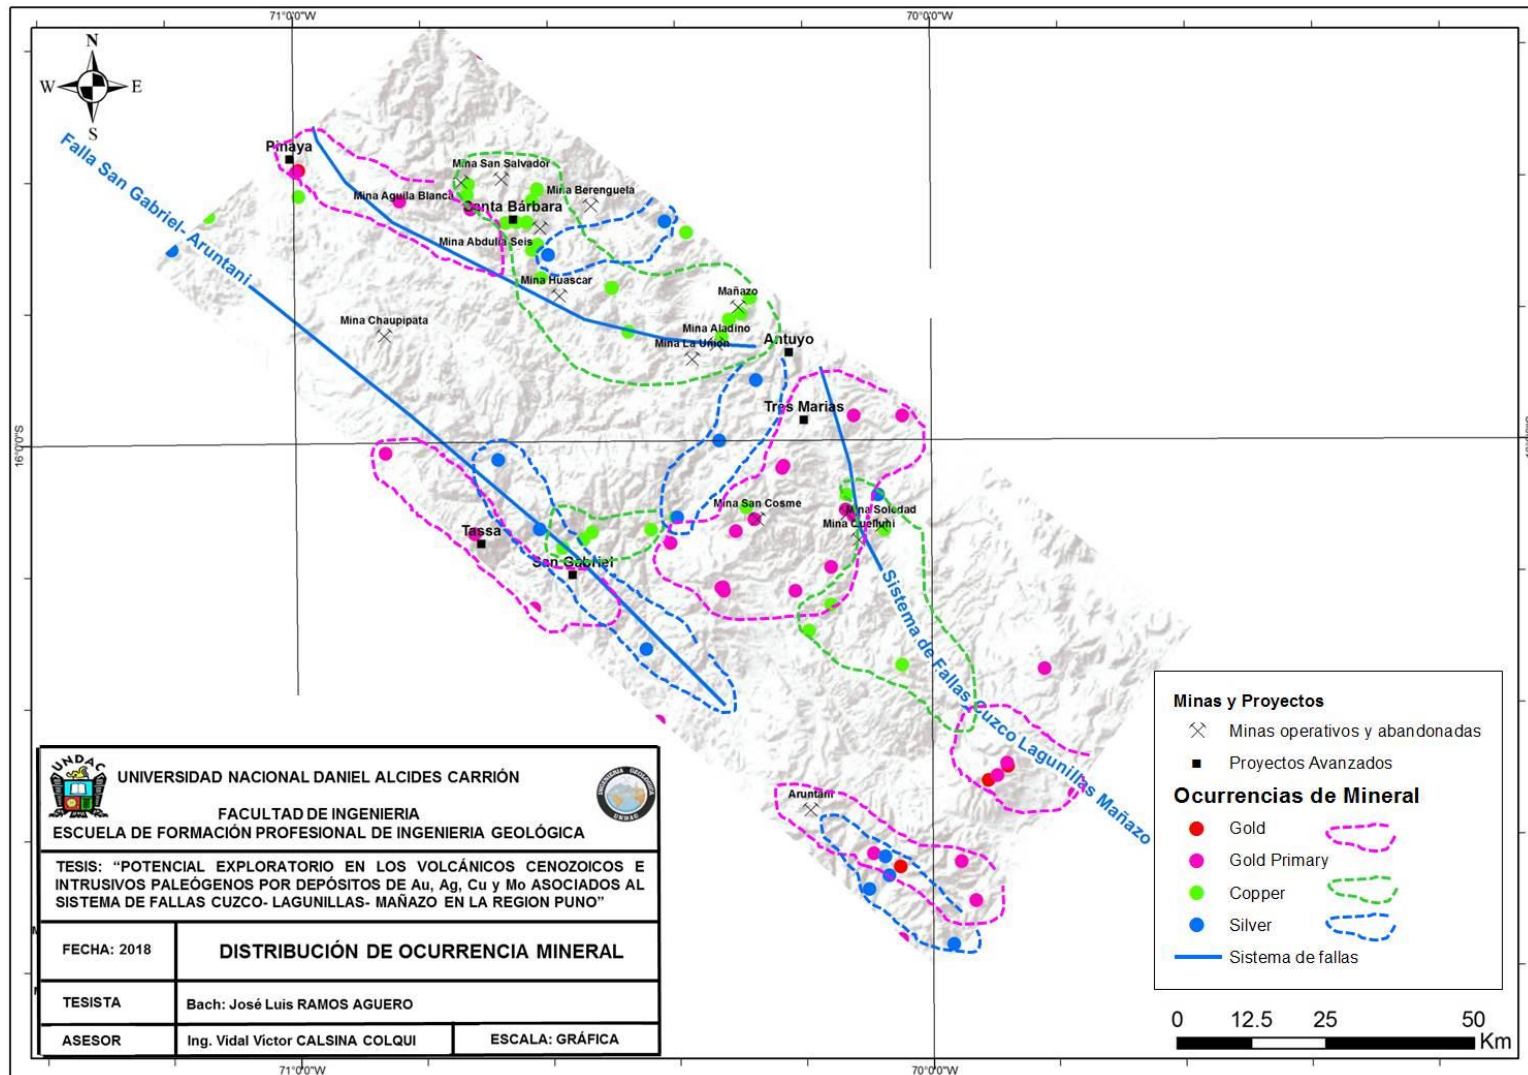 71°0'0"W
70°0'0"W
N
W
E
S
Falla San Gabriel- Aruntani
Pinaya
Mina San Salvador
Mina Aguila Blanca
Mina Berenguela
Santa Bárbara
Mina Abdulia Seis
Mina Huascar
Mañazo
Mina Chaupipata
Mina Aladino
Mina La Unión
Antuyo
Tres Marias
16°0'0"S
Mina San Cosme
Mina Soledad
Tassa
San Gabriel
Sistema de Fallas Cuzco Lagunillas Mañazo
Aruntani
Minas y Proyectos
Minas operativos y abandonadas
Proyectos Avanzados
Ocurrencias de Mineral
Gold
Gold Primary
Copper
Silver
Sistema de fallas
0 12.5 25 50
Km
UNDAC
UNIVERSIDAD NACIONAL DANIEL ALCIDES CARRIÓN
FACULTAD DE INGENIERIA
ESCUELA DE FORMACIÓN PROFESIONAL DE INGENIERIA GEOLÓGICA
INGENIERIA GEOLÓGICA
UNDAC
TESIS: “POTENCIAL EXPLORATORIO EN LOS VOLCÁNICOS CENOZOICOS E
INTRUSIVOS PALEÓGENOS POR DEPÓSITOS DE Au, Ag, Cu y Mo ASOCIADOS AL
SISTEMA DE FALLAS CUZCO- LAGUNILLAS- MAÑAZO EN LA REGION PUNO”
FECHA: 2018
DISTRIBUCIÓN DE OCURRENCIA MINERAL
TESISTA
Bach: José Luis RAMOS AGUERO
ASESOR
Ing. Vidal Victor CALSINA COLQUI
ESCALA: GRÁFICA
71°0'0"W
70°0'0"W